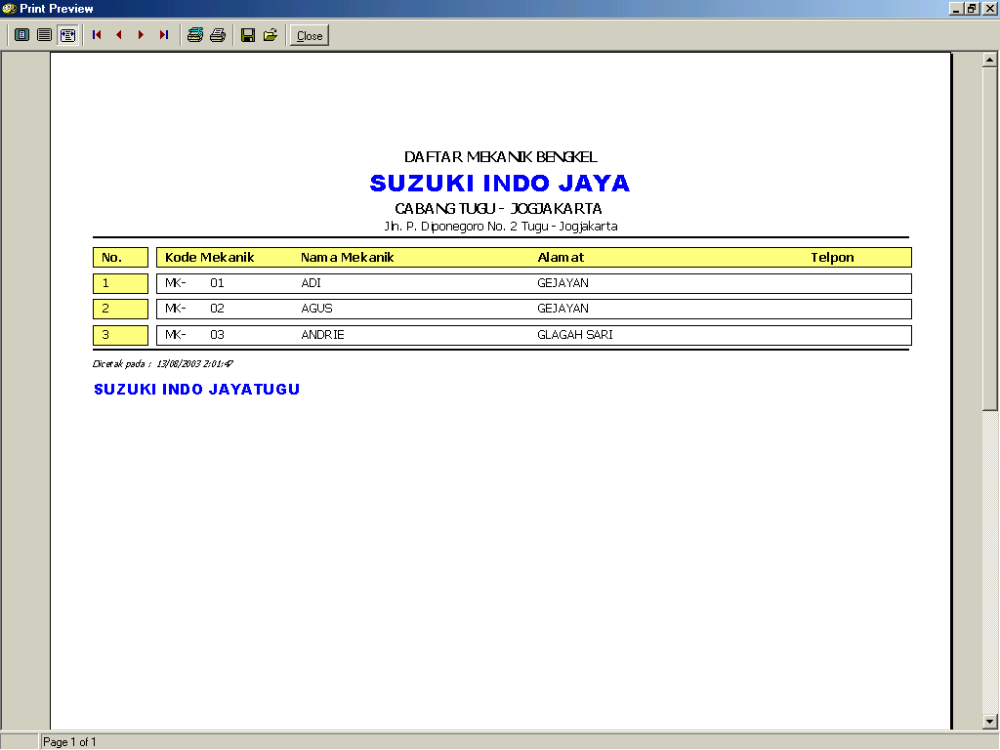 Print Preview
Close
DAFTAR MEKANIK BENGKEL
SUZUKI INDO JAYA
CABANG TUGU - JOGJAKARTA
Jln. P. Diponegoro No. 2 Tugu - Jogjakarta
No. Kode Mekanik Nama Mekanik Alamat Telpon
1 MK- 01 ADI GEJAYAN
2 MK- 02 AGUS GEJAYAN
3 MK- 03 ANDRIE GLAGAH SARI
Dicetak pada : 13/08/2003 2:01:47
SUZUKI INDO JAYATUGU
Page 1 of 1